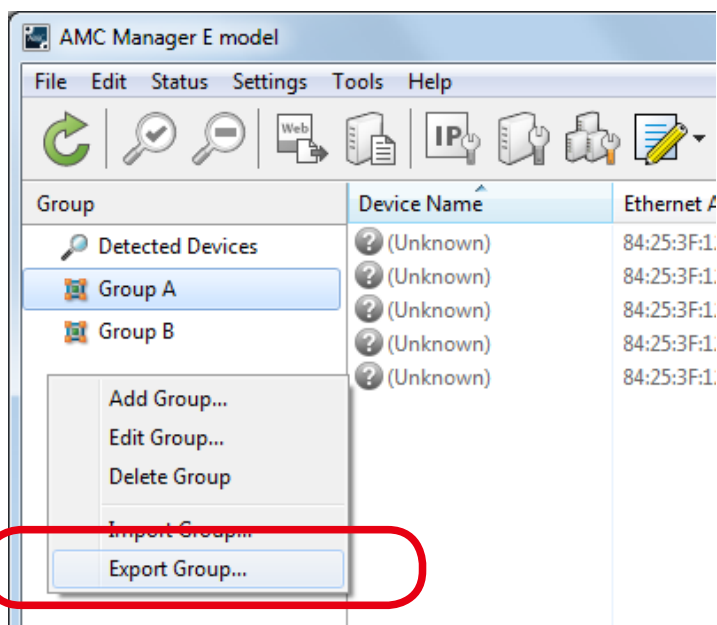 AMC Manager E model
File Edit Status Settings Tools Help
Web
IP
Group
Device Name
Ethernet A
Detected Devices
Group A
Group B
(Unknown) 84:25:3F:1
(Unknown) 84:25:3F:1
(Unknown) 84:25:3F:1
(Unknown) 84:25:3F:1
(Unknown) 84:25:3F:1
Add Group...
Edit Group...
Delete Group
Import Group...
Export Group...